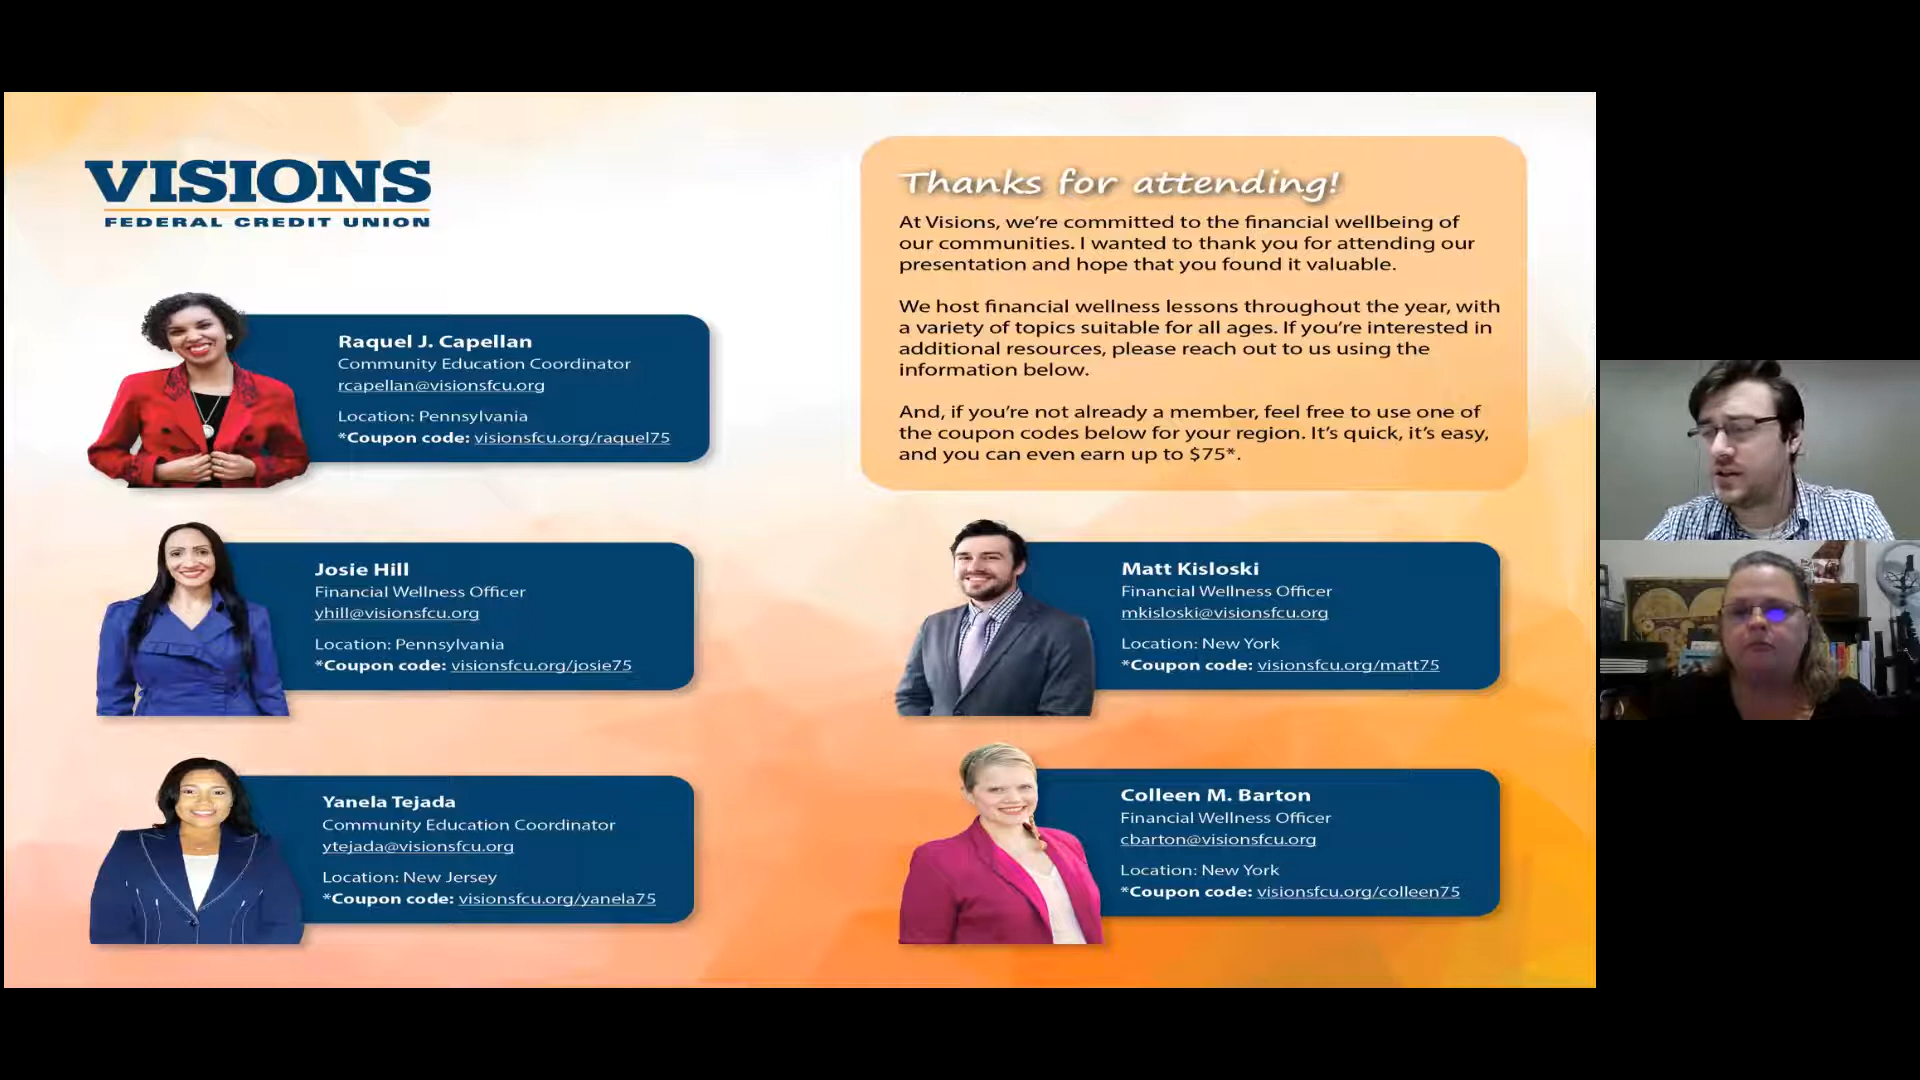 VISIONS
FEDERAL CREDIT UNION
Thanks for attending!
At Visions, we’re committed to the financial wellbeing of
our communities. I wanted to thank you for attending our
presentation and hope that you found it valuable.
We host financial wellness lessons throughout the year, with
a variety of topics suitable for all ages. If you’re interested in
additional resources, please reach out to us using the
information below.
And, if you’re not already a member, feel free to use one of
the coupon codes below for your region. It’s quick, it’s easy,
and you can even earn up to $75*.
Raquel J. Capellan
Community Education Coordinator
rcapellan@visionsfcu.org
Location: Pennsylvania
*Coupon code: visionsfcu.org/raquel75
Josie Hill
Financial Wellness Officer
yhill@visionsfcu.org
Location: Pennsylvania
*Coupon code: visionsfcu.org/josie75
Matt Kisloski
Financial Wellness Officer
mkisloski@visionsfcu.org
Location: New York
*Coupon code: visionsfcu.org/matt75
Yanela Tejada
Community Education Coordinator
ytejada@visionsfcu.org
Location: New Jersey
*Coupon code: visionsfcu.org/yanela75
Colleen M. Barton
Financial Wellness Officer
cbarton@visionsfcu.org
Location: New York
*Coupon code: visionsfcu.org/colleen75